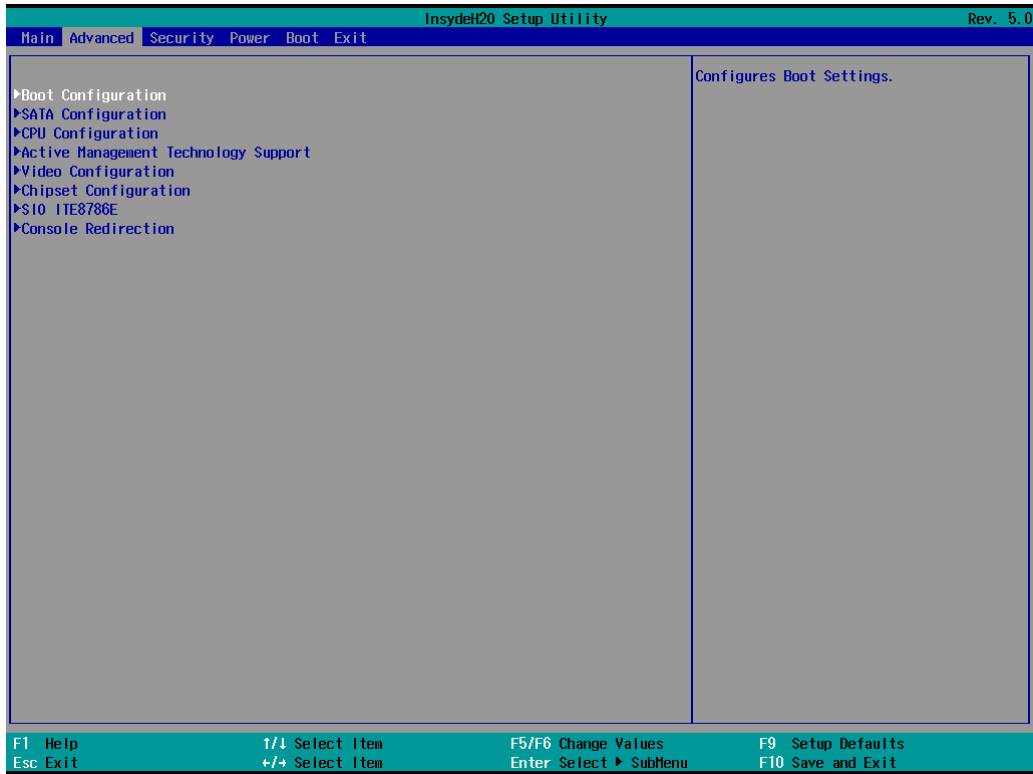 InsydeH20 Setup Utility Rev. 5.0
Main Advanced Security Power Boot Exit
▶Boot Configuration
▶SATA Configuration
▶CPU Configuration
▶Active Management Technology Support
▶Video Configuration
▶Chipset Configuration
▶SIO ITE8786E
▶Console Redirection
Configures Boot Settings.
F1 Help ↑/↓ Select Item F5/F6 Change Values F9 Setup Defaults
Esc Exit ←/→ Select Item Enter Select ▶ SubMenu F10 Save and Exit